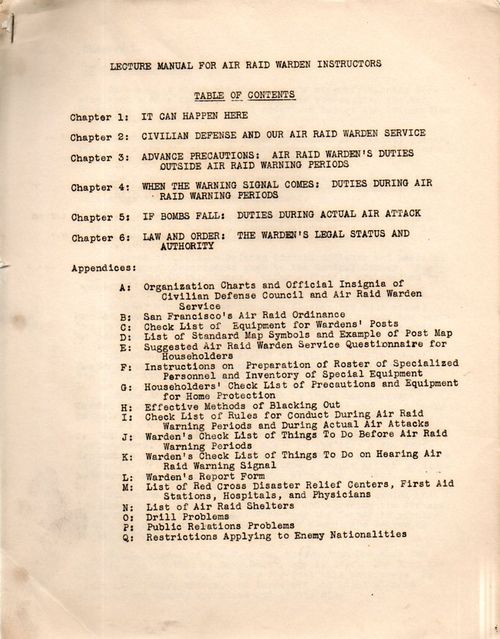 LECTURE MANUAL FOR AIR RAID WARDEN INSTRUCTORS
TABLE OF CONTENTS
Chapter 1: IT CAN HAPPEN HERE
Chapter 2: CIVILIAN DEFENSE AND OUR AIR RAID WARDEN SERVICE
Chapter 3: ADVANCE PRECAUTIONS: AIR RAID WARDEN'S DUTIES
OUTSIDE AIR RAID WARNING PERIODS
Chapter 4: WHEN THE WARNING SIGNAL COMES: DUTIES DURING AIR
RAID WARNING PERIODS
Chapter 5: IF BOMBS FALL: DUTIES DURING ACTUAL AIR ATTACK
Chapter 6: LAW AND ORDER: THE WARDEN'S LEGAL STATUS AND
AUTHORITY
Appendices:
A: Organization Charts and Official Insignia of
Civilian Defense Council and Air Raid Warden
Service
B: San Francisco's Air Raid Ordinance
C: Check List of Equipment for Wardens' Posts
D: List of Standard Map Symbols and Example of Post Map
E: Suggested Air Raid Warden Service Questionnaire for
Householders
F: Instructions on Preparation of Roster of Specialized
Personnel and Inventory of Special Equipment
G: Householders' Check List of Precautions and Equipment
for Home Protection
H: Effective Methods of Blacking Out
I: Check List of Rules for Conduct During Air Raid
Warning Periods and During Actual Air Attacks
J: Warden's Check List of Things To Do Before Air Raid
Warning Periods
K: Warden's Check List of Things To Do on Hearing Air
Raid Warning Signal
L: Warden's Report Form
M: List of Red Cross Disaster Relief Centers, First Aid
Stations, Hospitals, and Physicians
N: List of Air Raid Shelters
O: Drill Problems
P: Public Relations Problems
Q: Restrictions Applying to Enemy Nationalities